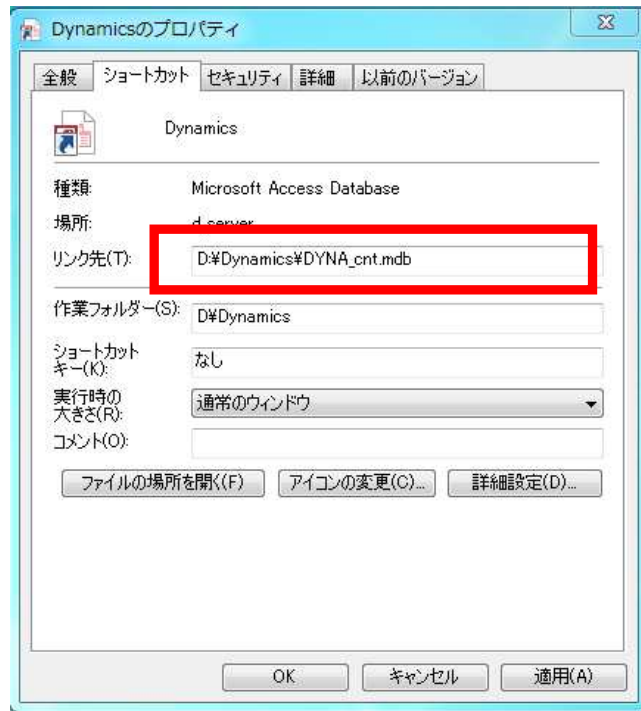 Dynamicsのプロパティ
全般 ショートカット セキュリティ 詳細 以前のバージョン
Dynamics
種類: Microsoft Access Database
場所: d server
リンク先(T): D:¥Dynamics¥DYNA_cnt.mdb
作業フォルダー(S): D¥Dynamics
ショートカット
キー(K): なし
実行時の
大きさ(R): 通常のウィンドウ
コメント(O):
ファイルの場所を開く(F) アイコンの変更(C)... 詳細設定(D)...
OK キャンセル 適用(A)